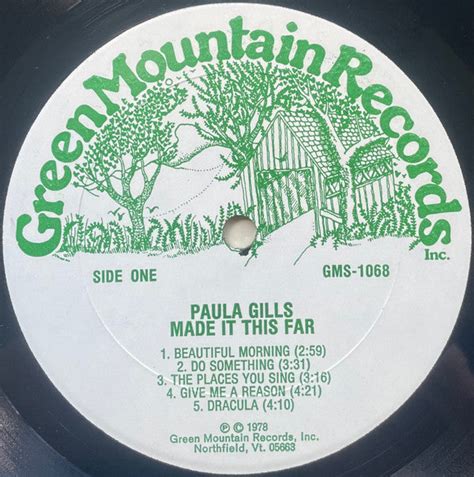 Green Mountain Records
Inc.
SIDE ONE
GMS-1068
PAULA GILLS
MADE IT THIS FAR
1. BEAUTIFUL MORNING (2:59)
2. DO SOMETHING (3:31)
3. THE PLACES YOU SING (3:16)
4. GIVE ME A REASON (4:21)
5. DRACULA (4:10)
℗ © 1978
Green Mountain Records, Inc.
Northfield, Vt. 05663